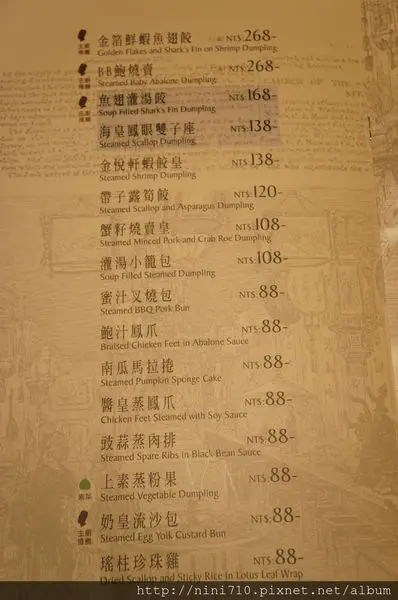 金箔鮮蝦魚翅餃 NT$:268-
Golden Flakes and Shark's Fin on Shrimp Dumpling
BB鮑燒賣 NT$:268-
Steamed Baby Abalone Dumpling
魚翅灌湯餃 NT$:168-
Soup Filled Shark's Fin Dumpling
海皇鳳眼雙子座 NT$:138-
Steamed Scallop Dumpling
金悅軒蝦餃皇 NT$:138-
Steamed Shrimp Dumpling
帶子露筍餃 NT$:120-
Steamed Scallop and Asparagus Dumpling
蟹籽燒賣皇 NT$:108-
Steamed Minced Pork and Crab Roe Dumpling
灌湯小籠包 NT$:108-
Soup Filled Steamed Dumpling
蜜汁叉燒包 NT$:88-
Steamed BBQ Pork Bun
鮑汁鳳爪 NT$:88-
Braised Chicken Feet in Abalone Sauce
南瓜馬拉捲 NT$:88-
Steamed Pumpkin Sponge Cake
醬皇蒸鳳爪 NT$:88-
Chicken Feet Steamed with Soy Sauce
豉蒜蒸肉排 NT$:88-
Steamed Spare Ribs in Black Bean Sauce
上素蒸粉果 NT$:88-
Steamed Vegetable Dumpling
奶皇流沙包 NT$:88-
Steamed Egg Yolk Custard Bun
瑤柱珍珠雞 NT$:88-
Dried Scallop and Sticky Rice in Lotus Leaf Wrap
http://nini710.pixnet.net/album